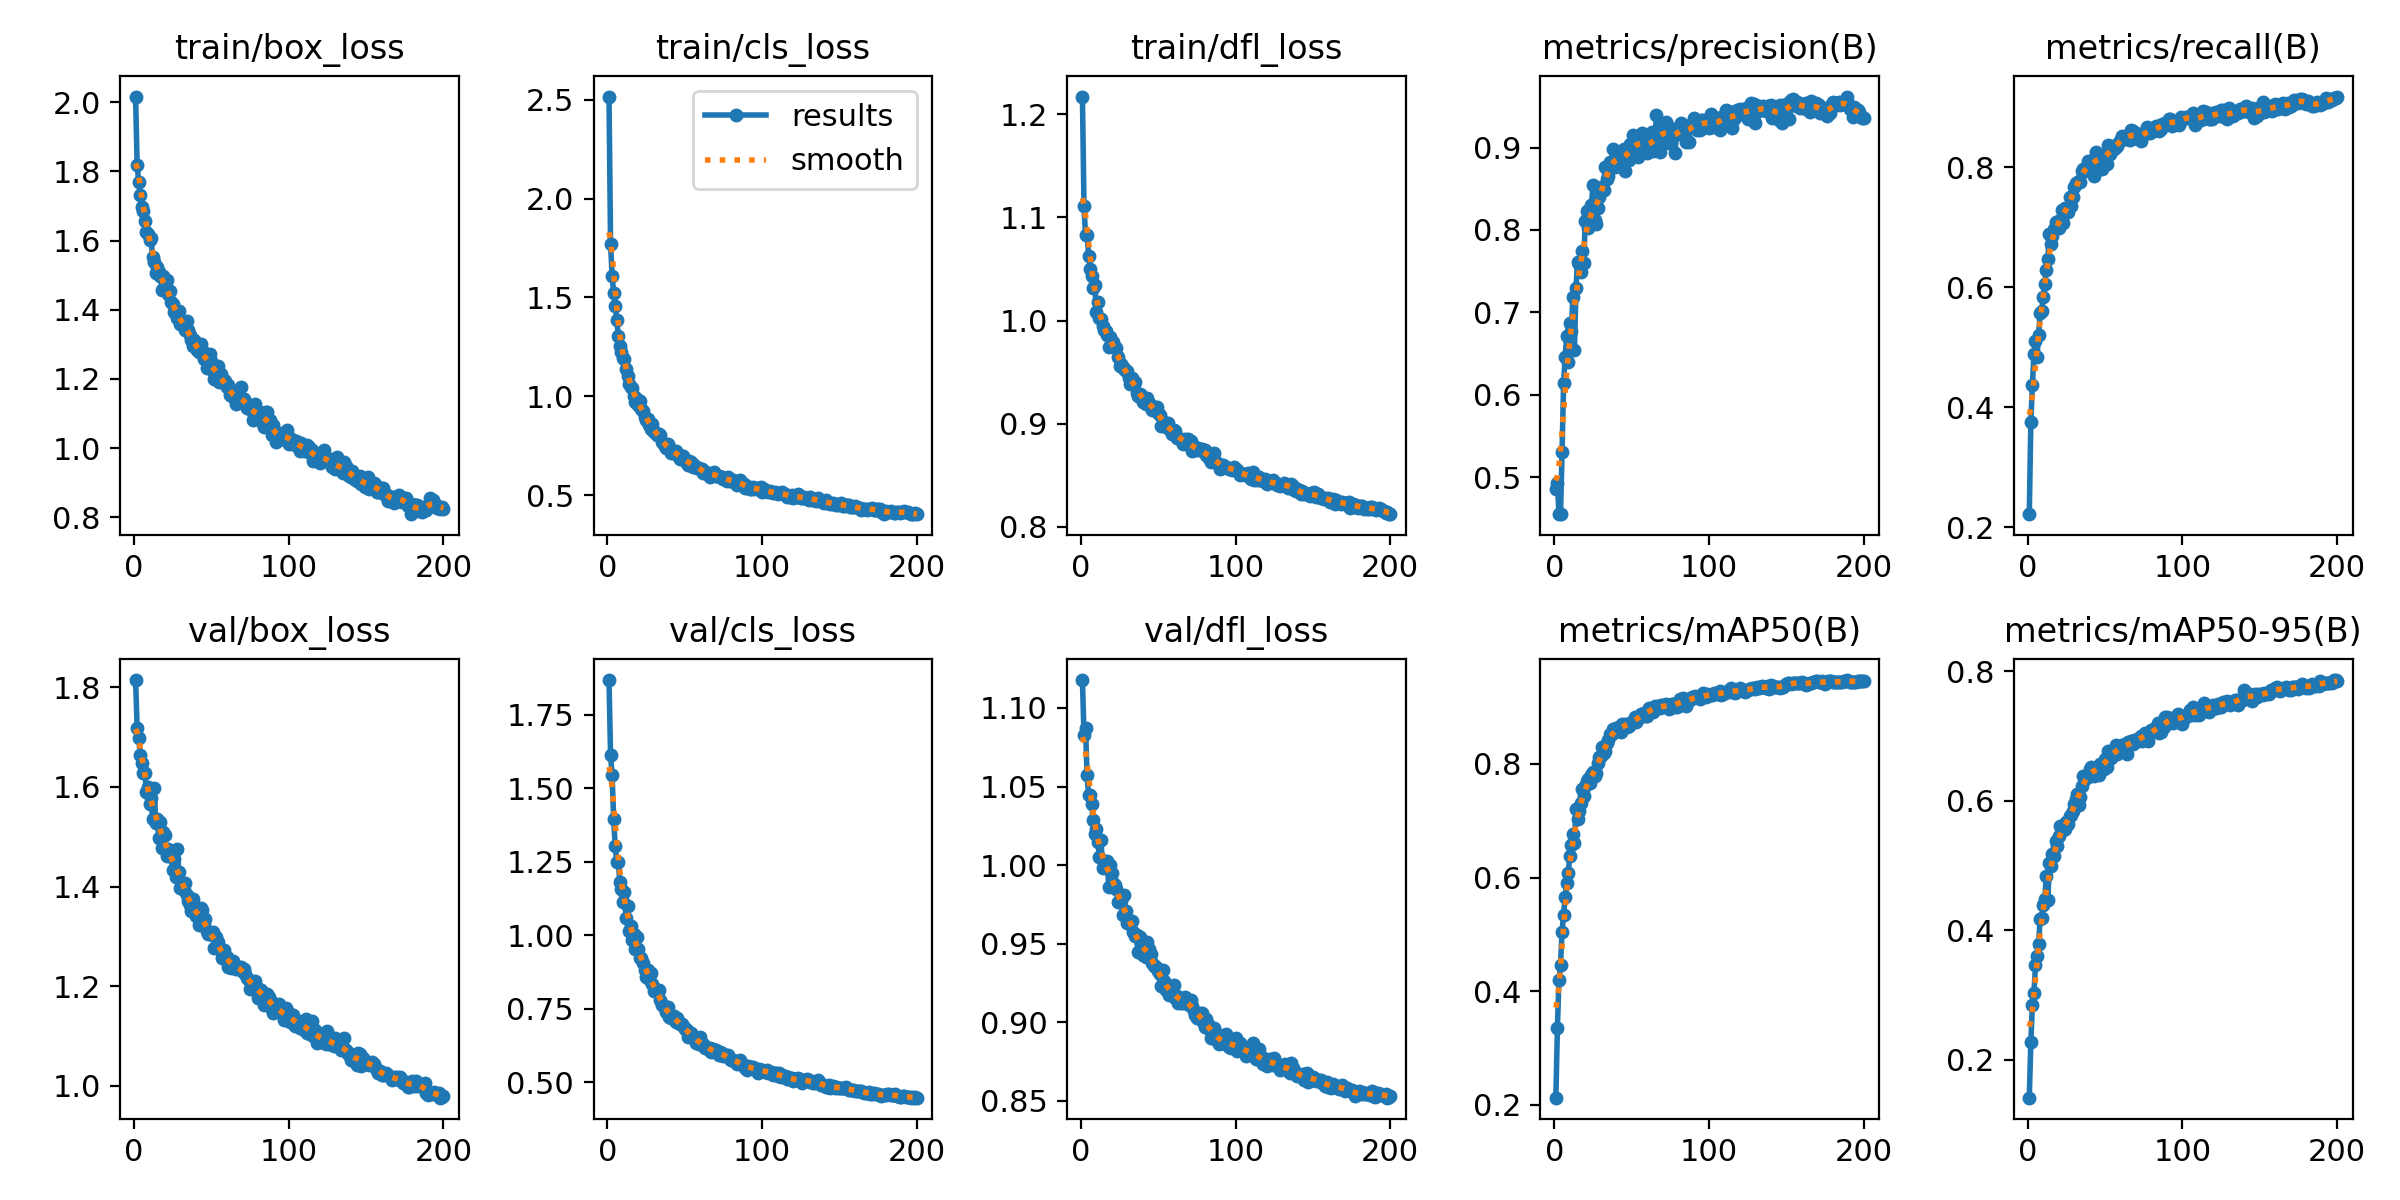 train/box_loss
2.0
1.8
1.6
1.4
1.2
1.0
0.8
0 100 200
train/cls_loss
results
smooth
2.5
2.0
1.5
1.0
0.5
0 100 200
train/dfl_loss
1.2
1.1
1.0
0.9
0.8
0 100 200
metrics/precision(B)
0.9
0.8
0.7
0.6
0.5
0 100 200
metrics/recall(B)
0.8
0.6
0.4
0.2
0 100 200
val/box_loss
1.8
1.6
1.4
1.2
1.0
0 100 200
val/cls_loss
1.75
1.50
1.25
1.00
0.75
0.50
0 100 200
val/dfl_loss
1.10
1.05
1.00
0.95
0.90
0.85
0 100 200
metrics/mAP50(B)
0.8
0.6
0.4
0.2
0 100 200
metrics/mAP50-95(B)
0.8
0.6
0.4
0.2
0 100 200